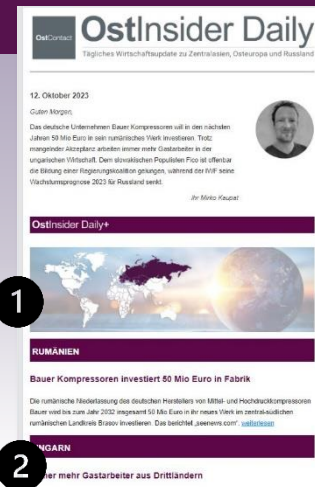 OstContact
OstInsider Daily
Tägliches Wirtschaftsupdate zu Zentralasien, Osteuropa und Russland
12. Oktober 2023
Guten Morgen,
Das deutsche Unternehmen Bauer Kompressoren will in den nächsten
Jahren 50 Mio Euro in sein rumänisches Werk investieren. Trotz
mangelnder Akzeptanz arbeiten immer mehr Gastarbeiter in der
ungarischen Wirtschaft. Dem slowakischen Populisten Fico ist offenbar
die Bildung einer Regierungskoalition gelungen, während der IWF seine
Wachstumsprognose 2023 für Russland senkt.
Ihr Mirko Kaupat
OstInsider Daily+
1
RUMÄNIEN
Bauer Kompressoren investiert 50 Mio Euro in Fabrik
Die rumänische Niederlassung des deutschen Herstellers von Mittel- und Hochdruckkompressoren
Bauer wird bis zum Jahr 2032 insgesamt 50 Mio Euro in ihr neues Werk im zentral-südlichen
rumänischen Landkreis Brasov investieren. Das berichtet „seenews.com“. weiterlesen
NGARN
2
mer mehr Gastarbeiter aus Drittländern